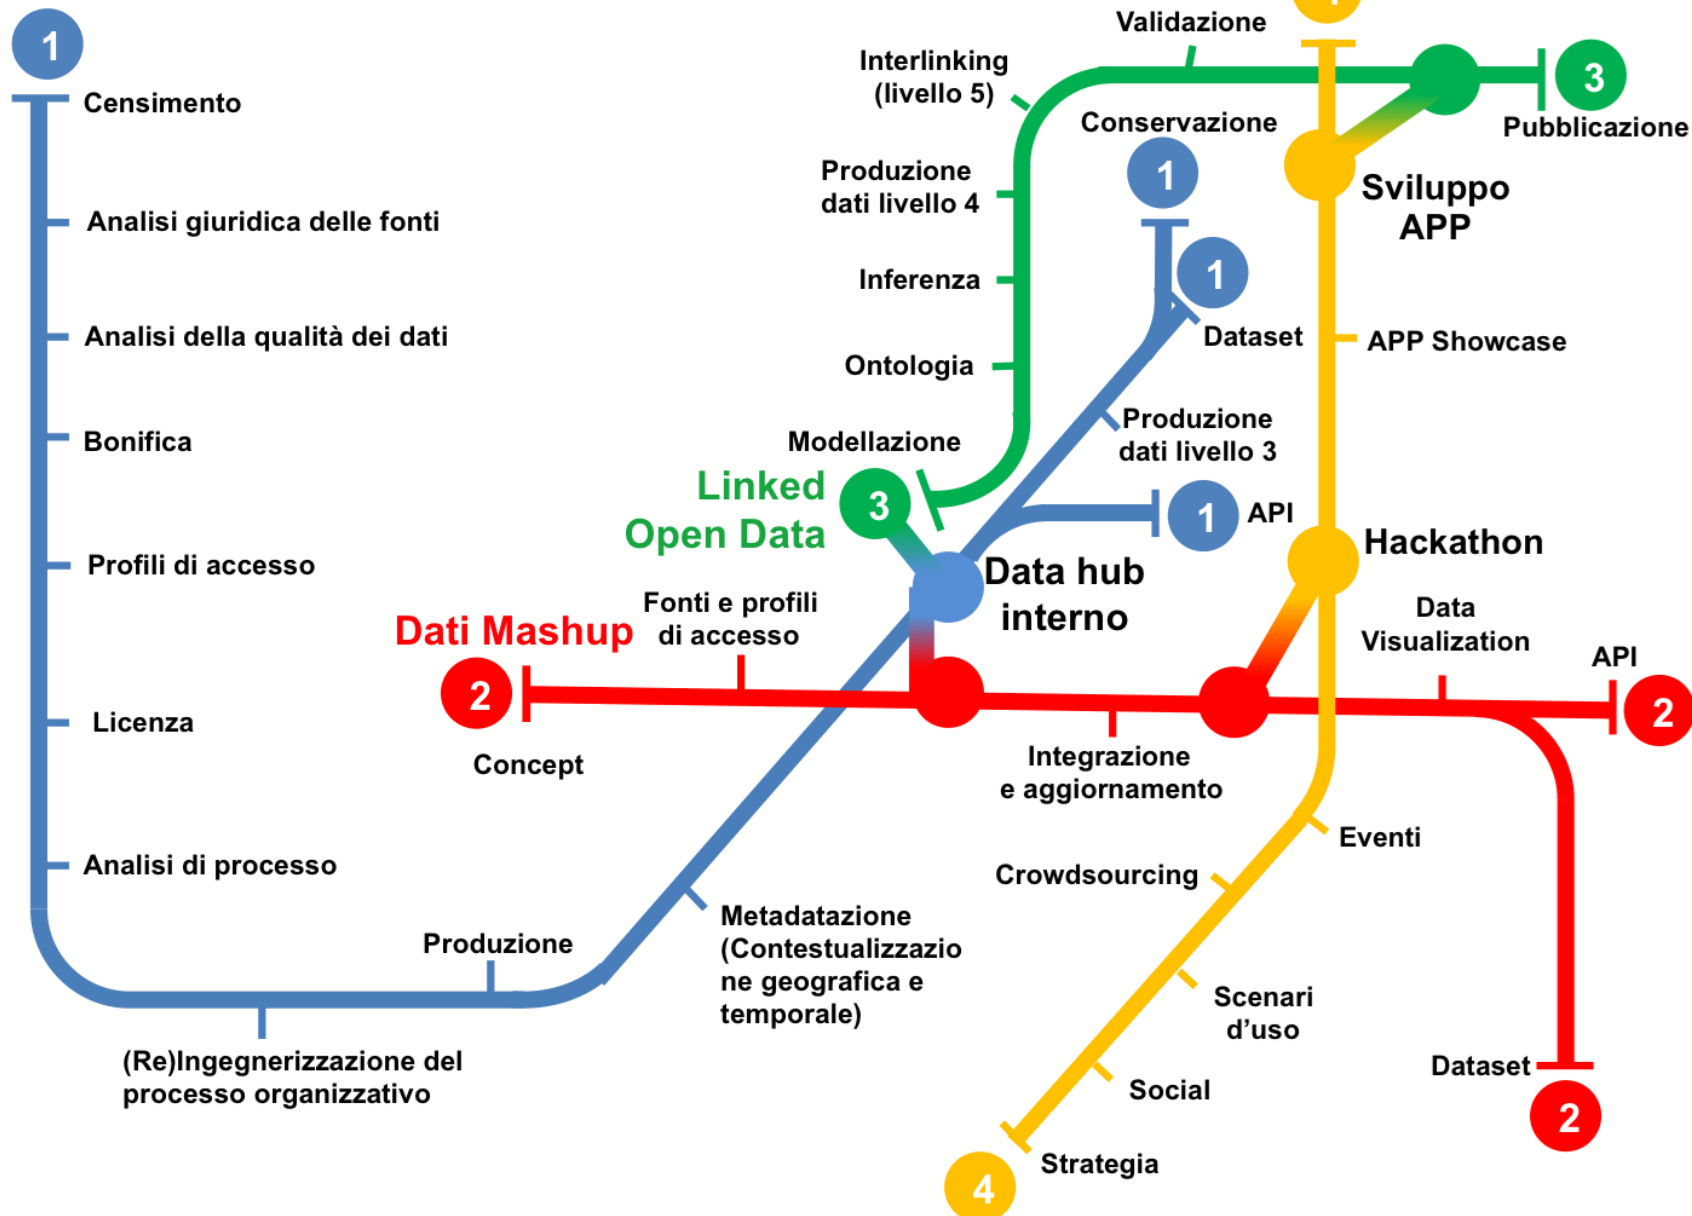 1
Censimento
Analisi giuridica delle fonti
Analisi della qualità dei dati
Bonifica
Profili di accesso
Licenza
Analisi di processo
(Re)Ingegnerizzazione del
processo organizzativo
Produzione
Metadatazione
(Contestualizzazio
ne geografica e
temporale)
Data hub
interno
1
API
Produzione
dati livello 3
1
Dataset
Conservazione
1
Linked
Open Data
3
Modellazione
Ontologia
Inferenza
Produzione
dati livello 4
Interlinking
(livello 5)
Validazione
3
Pubblicazione
Dati Mashup
2
Concept
Fonti e profili
di accesso
Integrazione
e aggiornamento
Data
Visualization
API
2
Dataset
2
Sviluppo
APP
APP Showcase
Hackathon
Eventi
Crowdsourcing
Scenari
d’uso
Social
Strategia
4